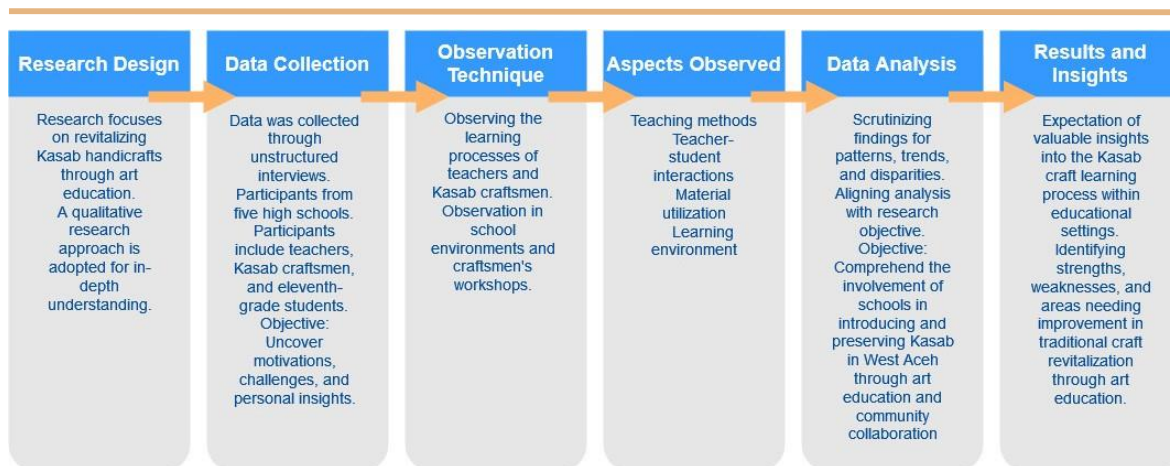 Research Design
Research focuses
on revitalizing
Kasab handicrafts
through art
education.
A qualitative
research
approach is
adopted for in-
depth
understanding.
Data Collection
Data was collected
through
unstructured
interviews.
Participants from
five high schools.
Participants
include teachers,
Kasab craftsmen,
and eleventh-
grade students.
Objective:
Uncover
motivations,
challenges, and
personal insights.
Observation
Technique
Observing the
learning
processes of
teachers and
Kasab craftsmen.
Observation in
school
environments and
craftsmen's
workshops.
Aspects Observed
Teaching methods
Teacher-
student
interactions
Material
utilization
Learning
environment
Data Analysis
Scrutinizing
findings for
patterns, trends,
and disparities.
Aligning analysis
with research
objective.
Objective:
Comprehend the
involvement of
schools in
introducing and
preserving Kasab
in West Aceh
through art
education and
community
collaboration
Results and
Insights
Expectation of
valuable insights
into the Kasab
craft learning
process within
educational
settings.
Identifying
strengths,
weaknesses, and
areas needing
improvement in
traditional craft
revitalization
through art
education.